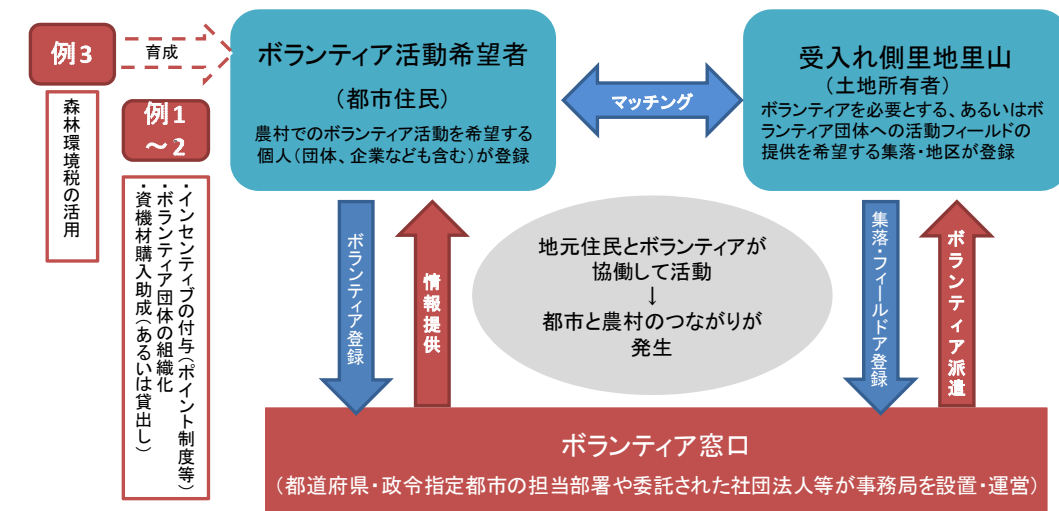 例3
育成
森林環境税の活用
例1
～2
・インセンティブの付与（ポイント制度等）
・ボランティア団体の組織化
・資機材購入助成（あるいは貸出し）
ボランティア活動希望者
（都市住民）
農村でのボランティア活動を希望する
個人（団体、企業なども含む）が登録
マッチング
受入れ側里地里山
（土地所有者）
ボランティアを必要とする、あるいはボ
ランティア団体への活動フィールドの
提供を希望する集落・地区が登録
ボランティア登録
情報提供
地元住民とボランティアが
協働して活動
↓
都市と農村のつながりが
発生
集落・フィールドア登録
ボランティア派遣
ボランティア窓口
（都道府県・政令指定都市の担当部署や委託された社団法人等が事務局を設置・運営）